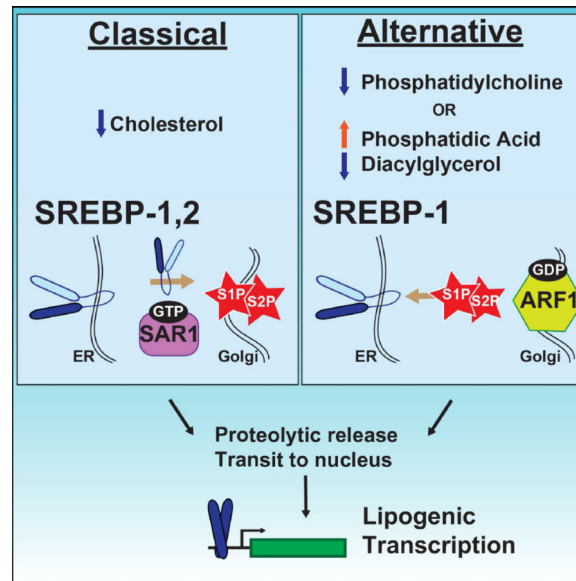 Classical
Cholesterol
SREBP-1,2
GTP
SAR1
S1P
S2P
ER
Golgi
Alternative
Phosphatidylcholine
OR
Phosphatidic Acid
Diacylglycerol
SREBP-1
S1P
S2P
GDP
ARF1
ER
Golgi
Proteolytic release
Transit to nucleus
Lipogenic
Transcription